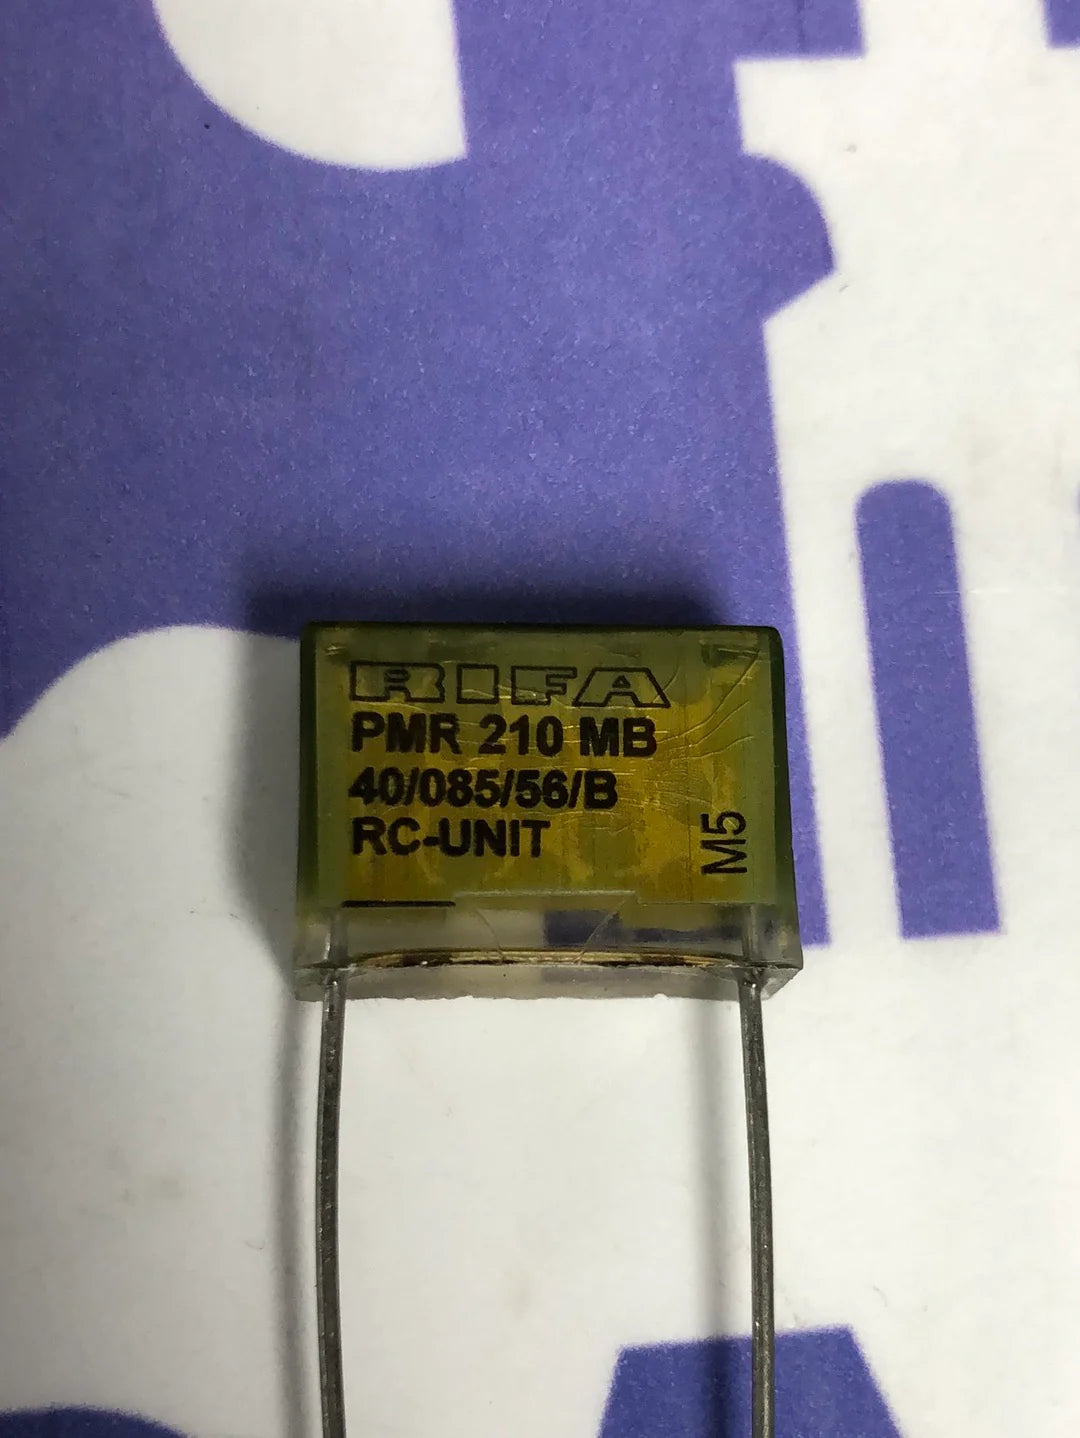 RIFA
PMR 210 MB
40/085/56/B
RC-UNIT
M5